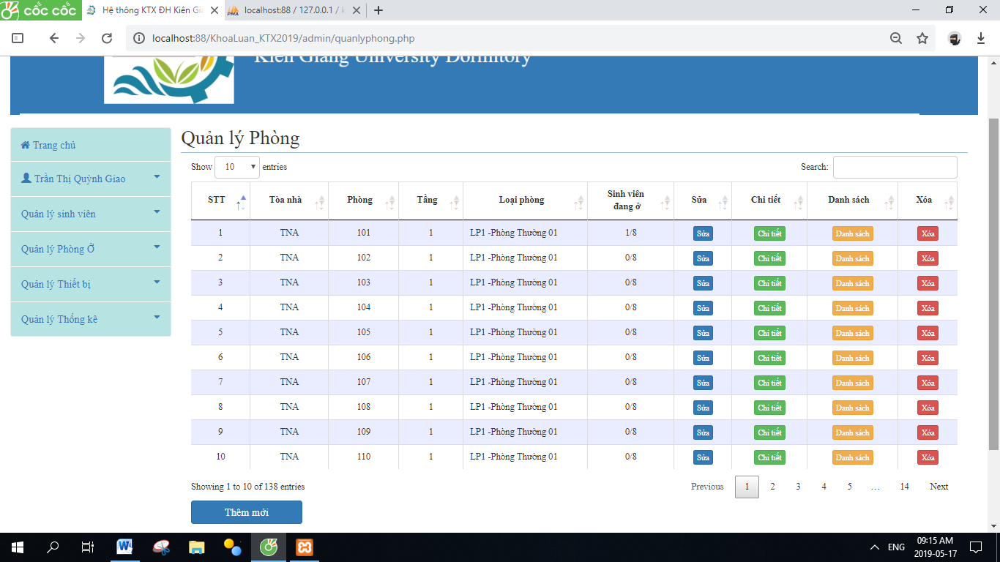 cốc cốc
Hệ thông KTX ĐH Kiên Gi
localhost:88 / 127.0.0.1 / k
localhost:88/KhoaLuan_KTX2019/admin/quanlyphong.php
Kien Giang University Dormitory
Trang chủ
Trần Thị Quỳnh Giao
Quản lý sinh viên
Quản lý Phòng Ở
Quản lý Thiết bị
Quản lý Thống kê
Quản lý Phòng
Show 10 entries Search:
STT Tòa nhà Phòng Tầng Loại phòng Sinh viên đang ở Sửa Chi tiết Danh sách Xóa
1 TNA 101 1 LP1 -Phòng Thường 01 1/8 Sửa Chi tiết Danh sách Xóa
2 TNA 102 1 LP1 -Phòng Thường 01 0/8 Sửa Chi tiết Danh sách Xóa
3 TNA 103 1 LP1 -Phòng Thường 01 0/8 Sửa Chi tiết Danh sách Xóa
4 TNA 104 1 LP1 -Phòng Thường 01 0/8 Sửa Chi tiết Danh sách Xóa
5 TNA 105 1 LP1 -Phòng Thường 01 0/8 Sửa Chi tiết Danh sách Xóa
6 TNA 106 1 LP1 -Phòng Thường 01 0/8 Sửa Chi tiết Danh sách Xóa
7 TNA 107 1 LP1 -Phòng Thường 01 0/8 Sửa Chi tiết Danh sách Xóa
8 TNA 108 1 LP1 -Phòng Thường 01 0/8 Sửa Chi tiết Danh sách Xóa
9 TNA 109 1 LP1 -Phòng Thường 01 0/8 Sửa Chi tiết Danh sách Xóa
10 TNA 110 1 LP1 -Phòng Thường 01 0/8 Sửa Chi tiết Danh sách Xóa
Showing 1 to 10 of 138 entries Previous 1 2 3 4 5 … 14 Next
Thêm mới
ENG 09:15 AM
2019-05-17